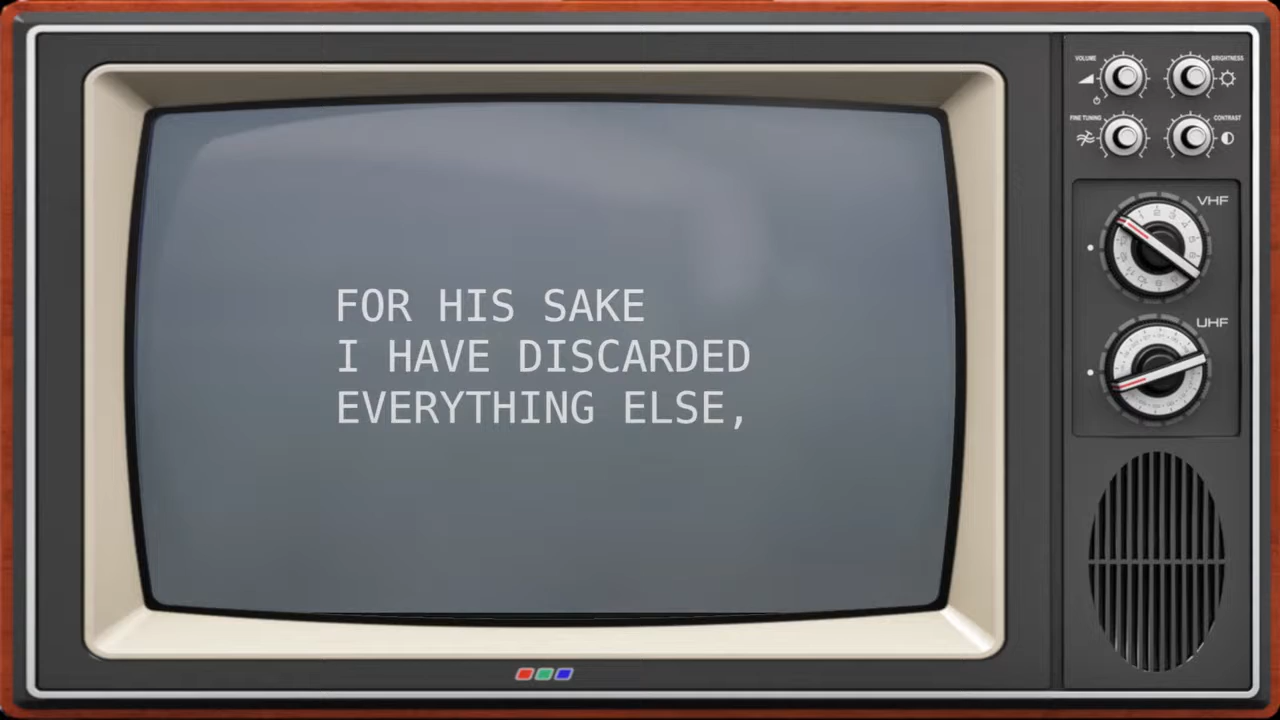 FOR HIS SAKE
I HAVE DISCARDED
EVERYTHING ELSE,
VOLUME
BRIGHTNESS
FINE TUNING
CONTRAST
VHF
UHF